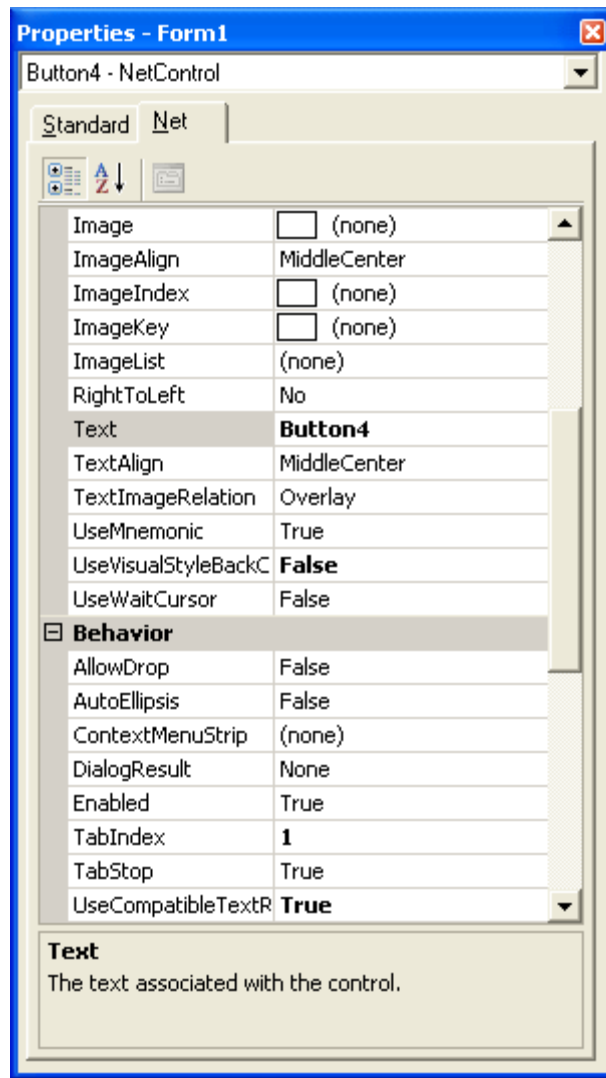 Properties - Form1
Button4 - NetControl
Standard Net
Image (none)
ImageAlign MiddleCenter
ImageIndex (none)
ImageKey (none)
ImageList (none)
RightToLeft No
Text Button4
TextAlign MiddleCenter
TextImageRelation Overlay
UseMnemonic True
UseVisualStyleBackC False
UseWaitCursor False
Behavior
AllowDrop False
AutoEllipsis False
ContextMenuStrip (none)
DialogResult None
Enabled True
TabIndex 1
TabStop True
UseCompatibleTextR True
Text
The text associated with the control.